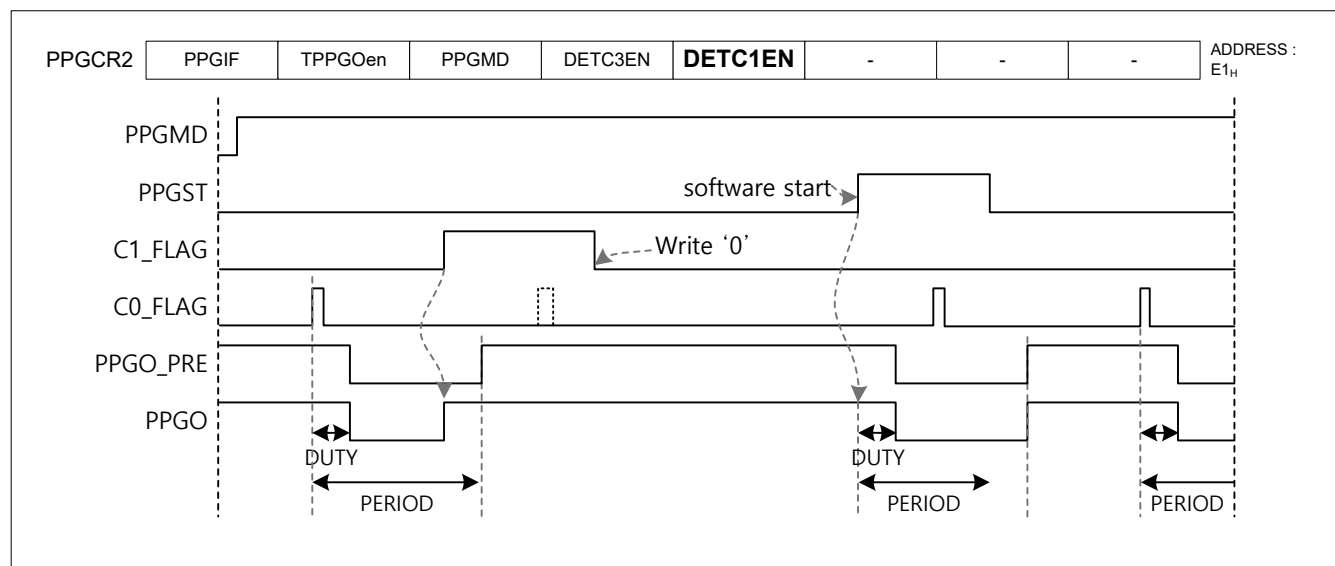 PPGCR2 PPGIF TPPGOen PPGMD DETC3EN DETC1EN - - - ADDRESS :
E1H
PPGMD
PPGST software start
C1_FLAG Write ‘0’
C0_FLAG
PPGO_PRE
PPGO
DUTY DUTY
PERIOD PERIOD PERIOD